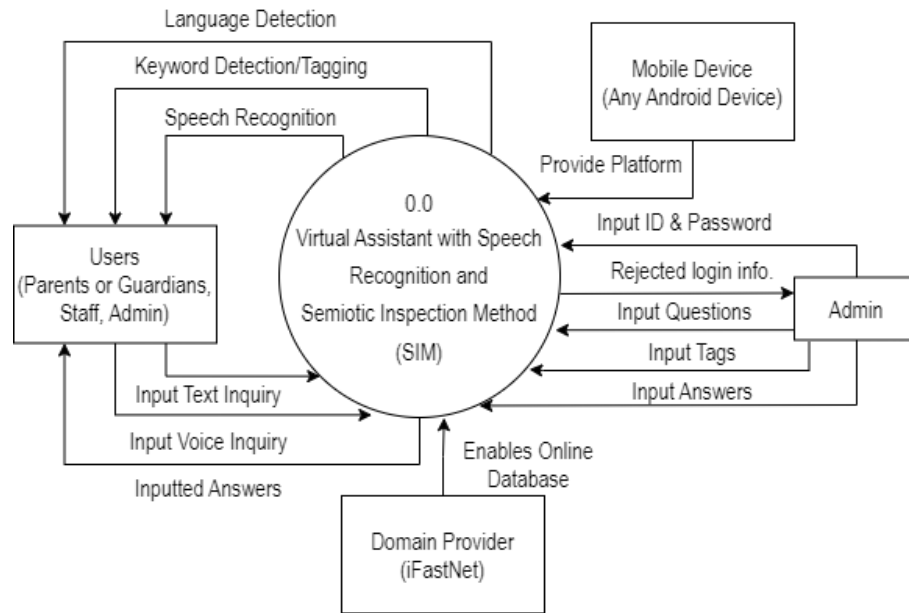 Language Detection
Keyword Detection/Tagging
Speech Recognition
Mobile Device
(Any Android Device)
Provide Platform
0.0
Virtual Assistant with Speech
Recognition and
Semiotic Inspection Method
(SIM)
Users
(Parents or Guardians,
Staff, Admin)
Input ID & Password
Rejected login info.
Admin
Input Questions
Input Tags
Input Answers
Input Text Inquiry
Input Voice Inquiry
Inputted Answers
Enables Online
Database
Domain Provider
(iFastNet)